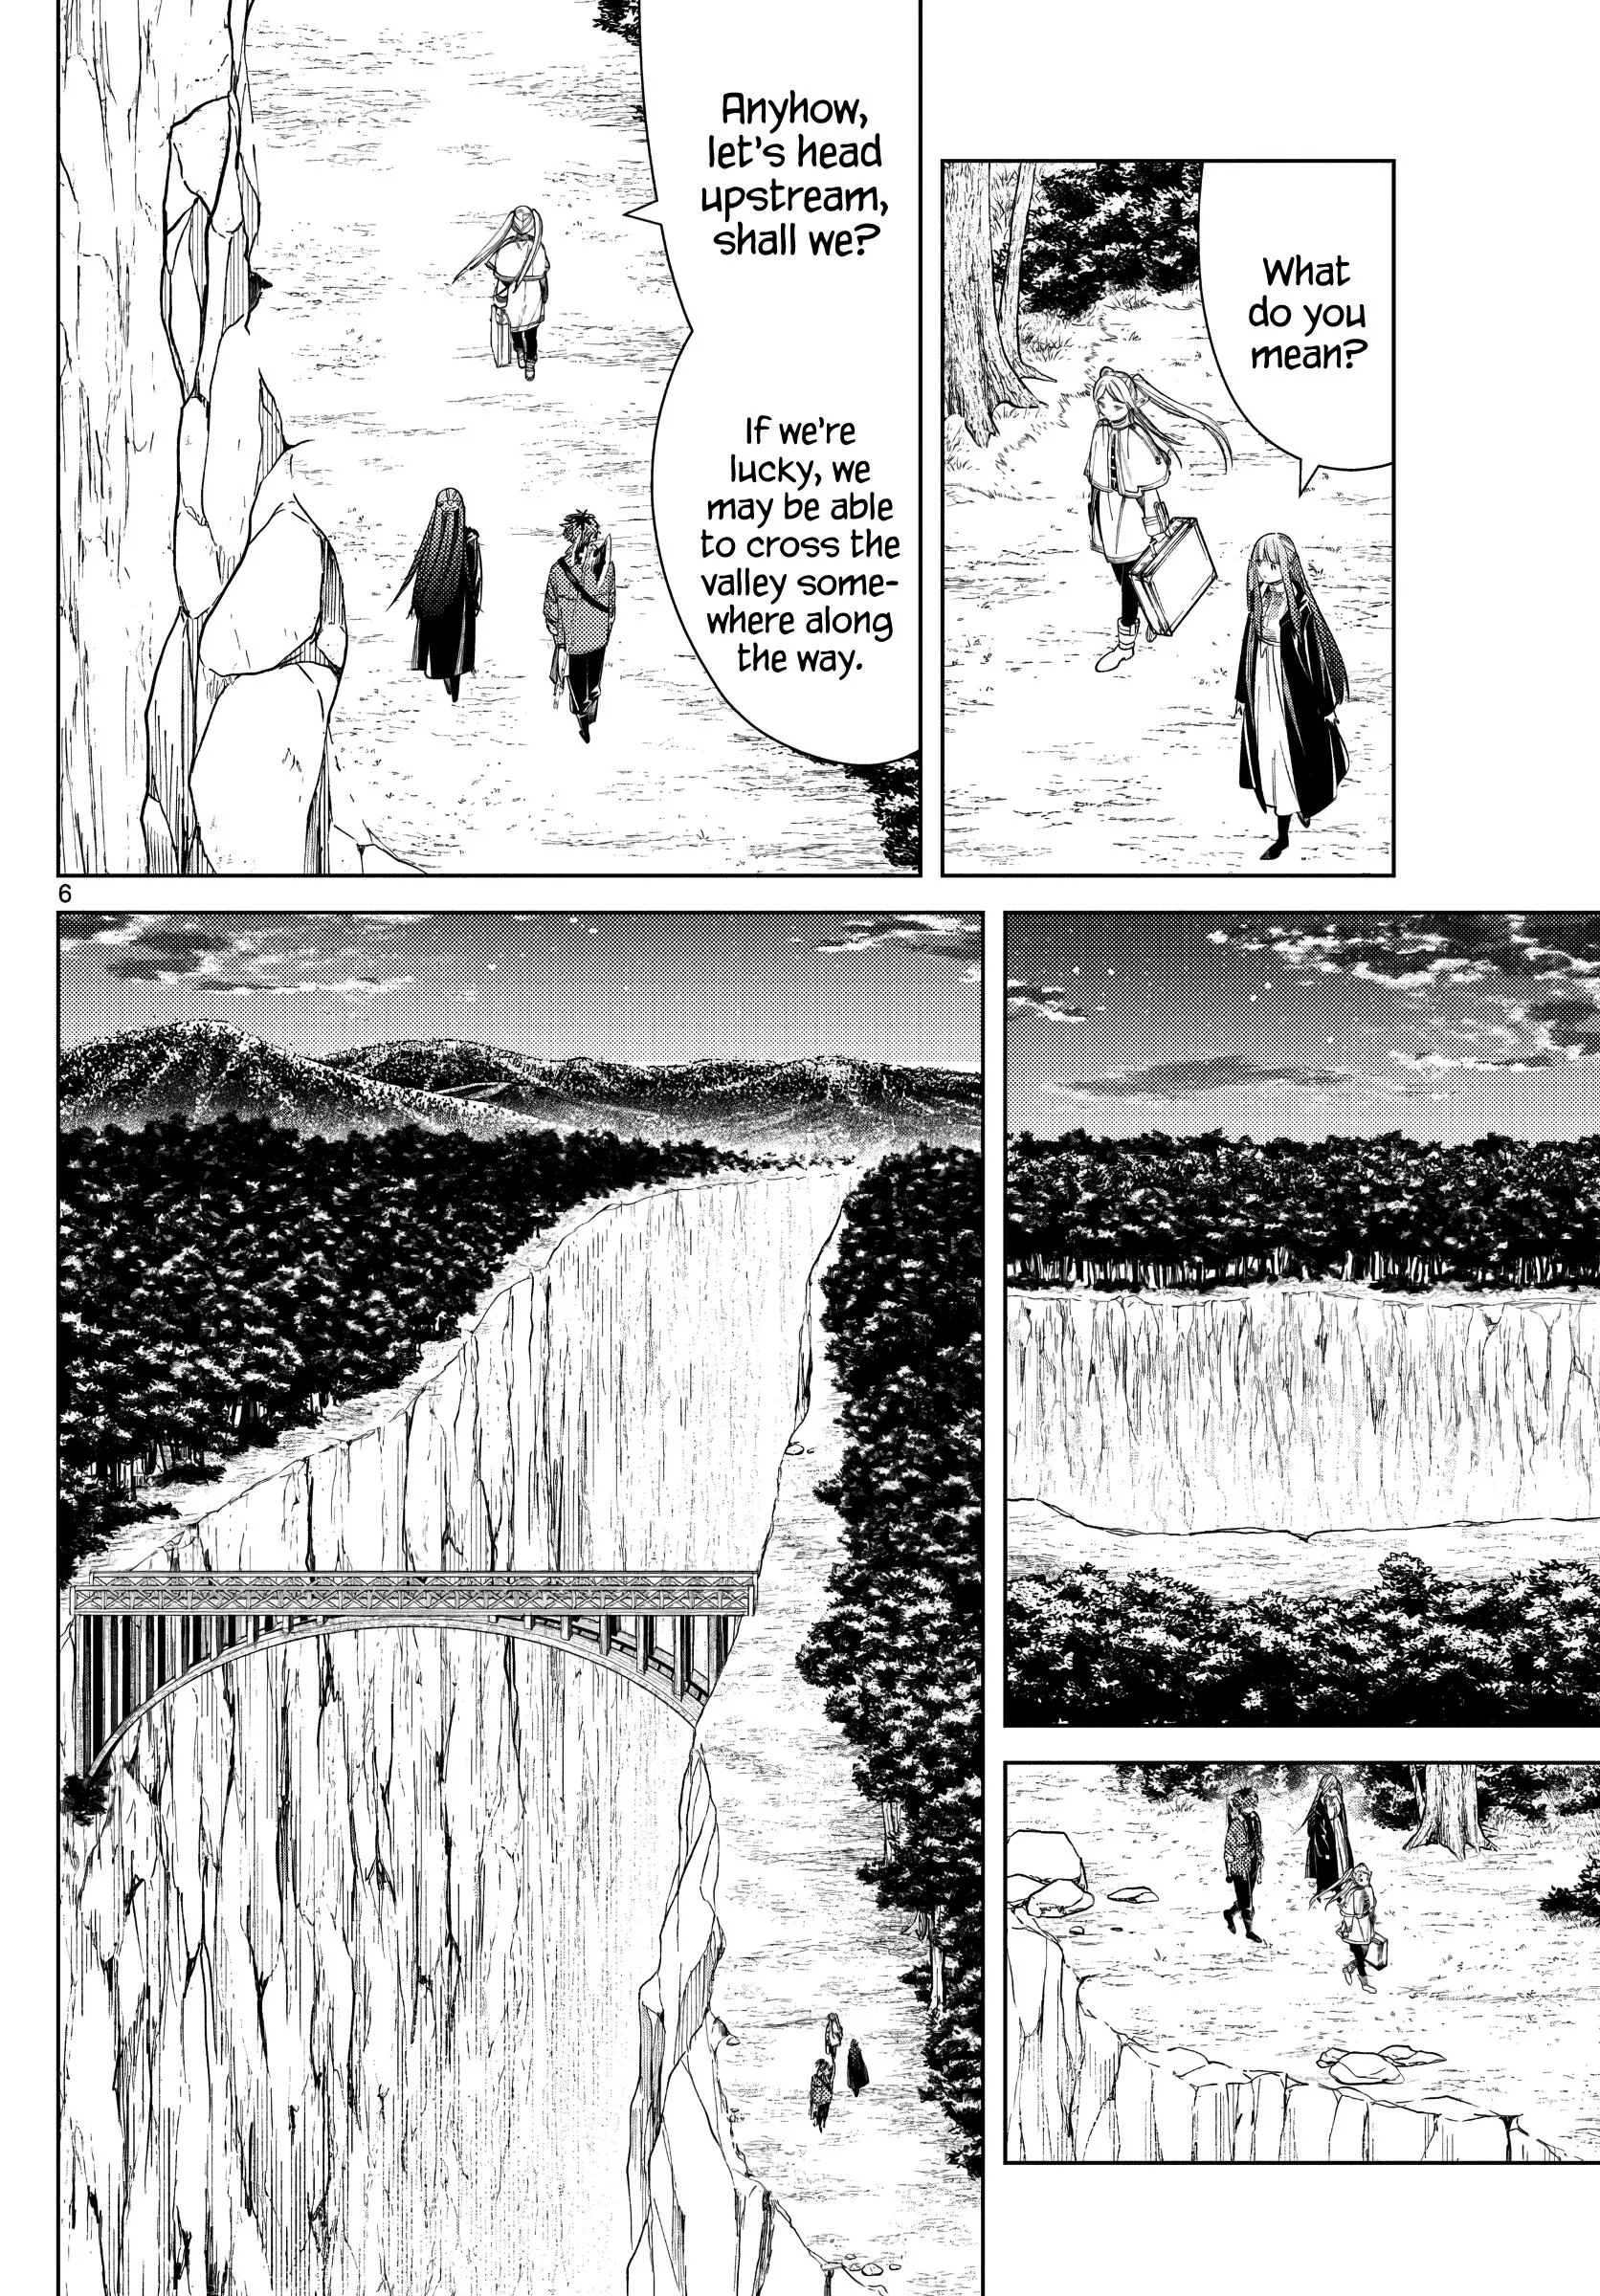 What
do you
mean?
Anyhow,
let's head
upstream,
shall we?
If we're
lucky, we
may be able
to cross the
valley some-
where along
the way.
6